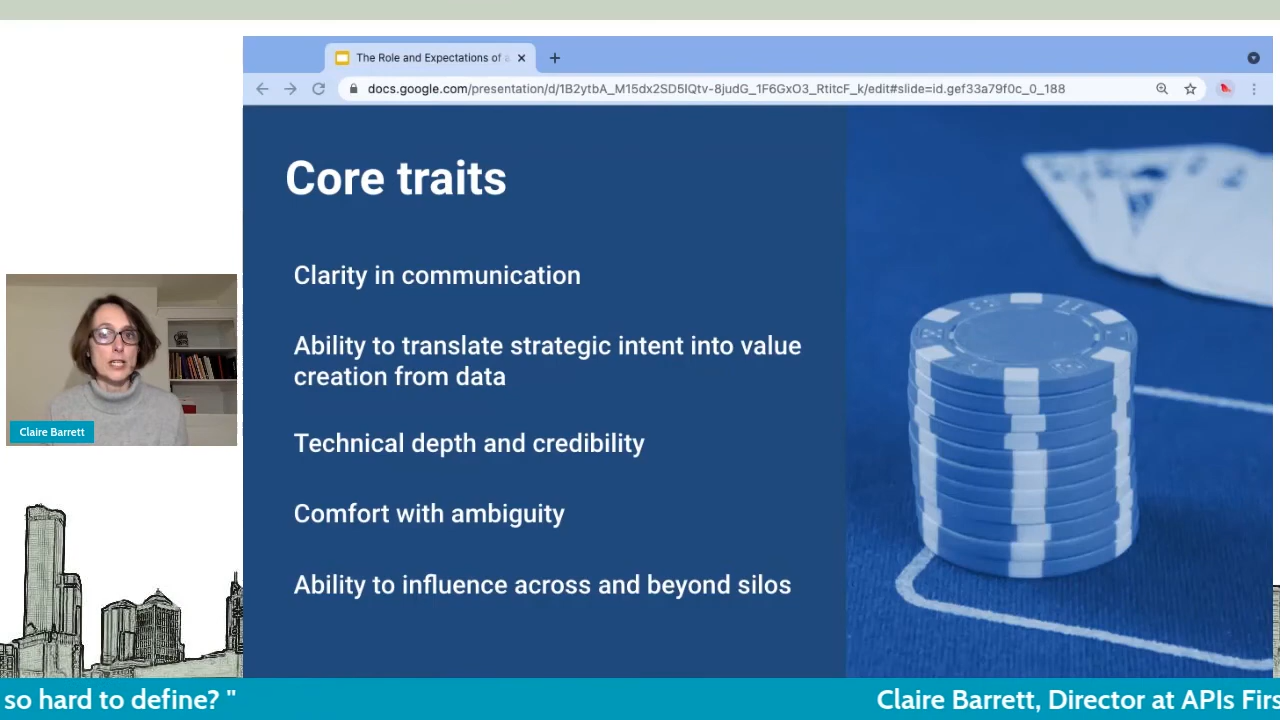 The Role and Expectations of a
docs.google.com/presentation/d/1B2ytbA_M15dx2SD5IQtv-8judG_1F6GxO3_RtitcF_k/edit#slide=id.gef33a79f0c_0_188
Core traits
Clarity in communication
Ability to translate strategic intent into value
creation from data
Technical depth and credibility
Comfort with ambiguity
Ability to influence across and beyond silos
Claire Barrett
so hard to define? "
Claire Barrett, Director at APIs Firs